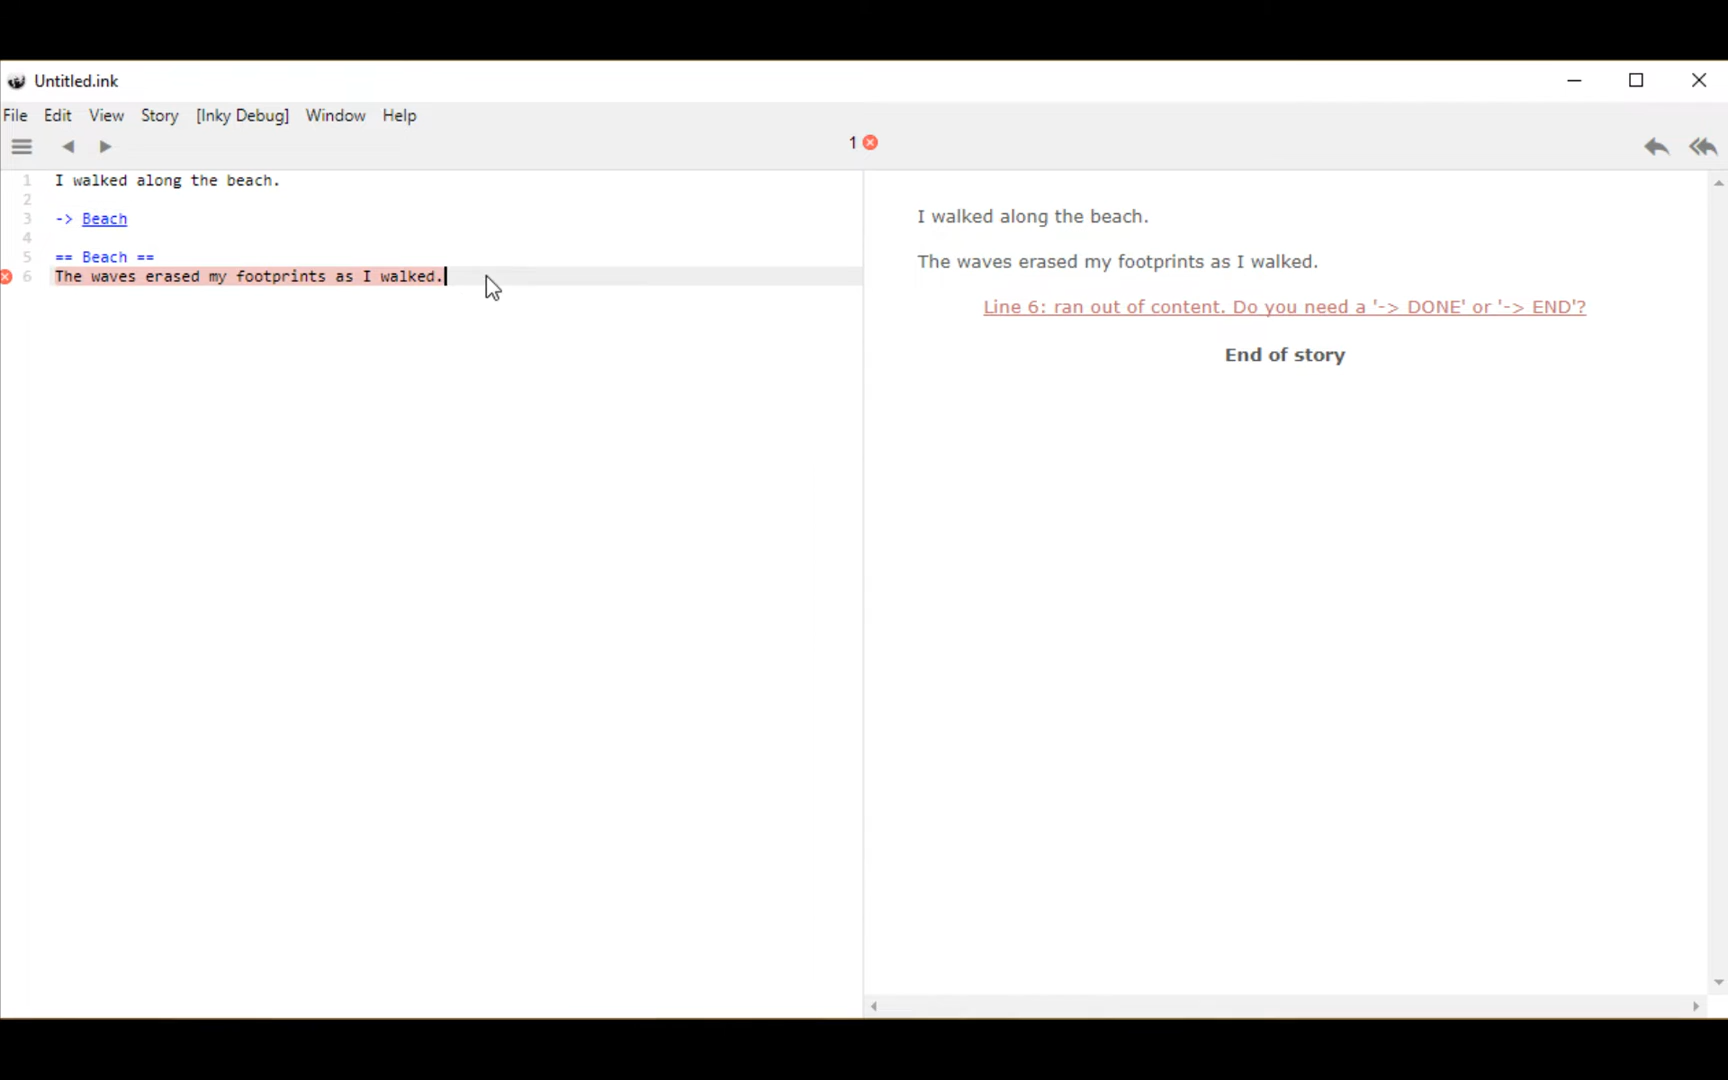 Untitled.ink
File Edit View Story [Inky Debug] Window Help
1
1 I walked along the beach.
2
3 -> Beach
4
5 == Beach ==
6 The waves erased my footprints as I walked.
I walked along the beach.
The waves erased my footprints as I walked.
Line 6: ran out of content. Do you need a '-> DONE' or '-> END'?
End of story